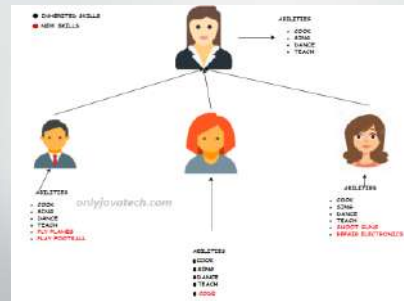 INHERITED SKILLS
NEW SKILLS
ABILITIES
COOK
SING
DANCE
TEACH
ABILITIES
COOK
SING
DANCE
TEACH
FLY PLANES
PLAY FOOTBALL
onlyjavatech.com
ABILITIES
COOK
SING
DANCE
TEACH
CODE
ABILITIES
COOK
SING
DANCE
TEACH
SHOOT GUNS
REPAIR ELECTRONICS